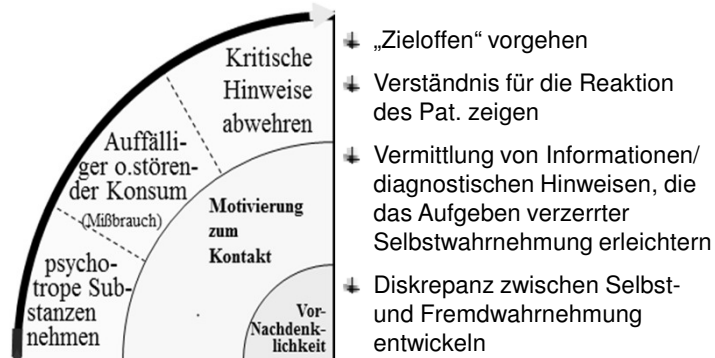 Kritische
Hinweise
abwehren
Auffälli-
ger o.stören-
der Konsum
(Mißbrauch)
psycho-
trope Sub-
stanzen
nehmen
Motivierung
zum
Kontakt
Vor-
Nachdenk-
lichkeit
„Zieloffen“ vorgehen
Verständnis für die Reaktion
des Pat. zeigen
Vermittlung von Informationen/
diagnostischen Hinweisen, die
das Aufgeben verzerrter
Selbstwahrnehmung erleichtern
Diskrepanz zwischen Selbst-
und Fremdwahrnehmung
entwickeln